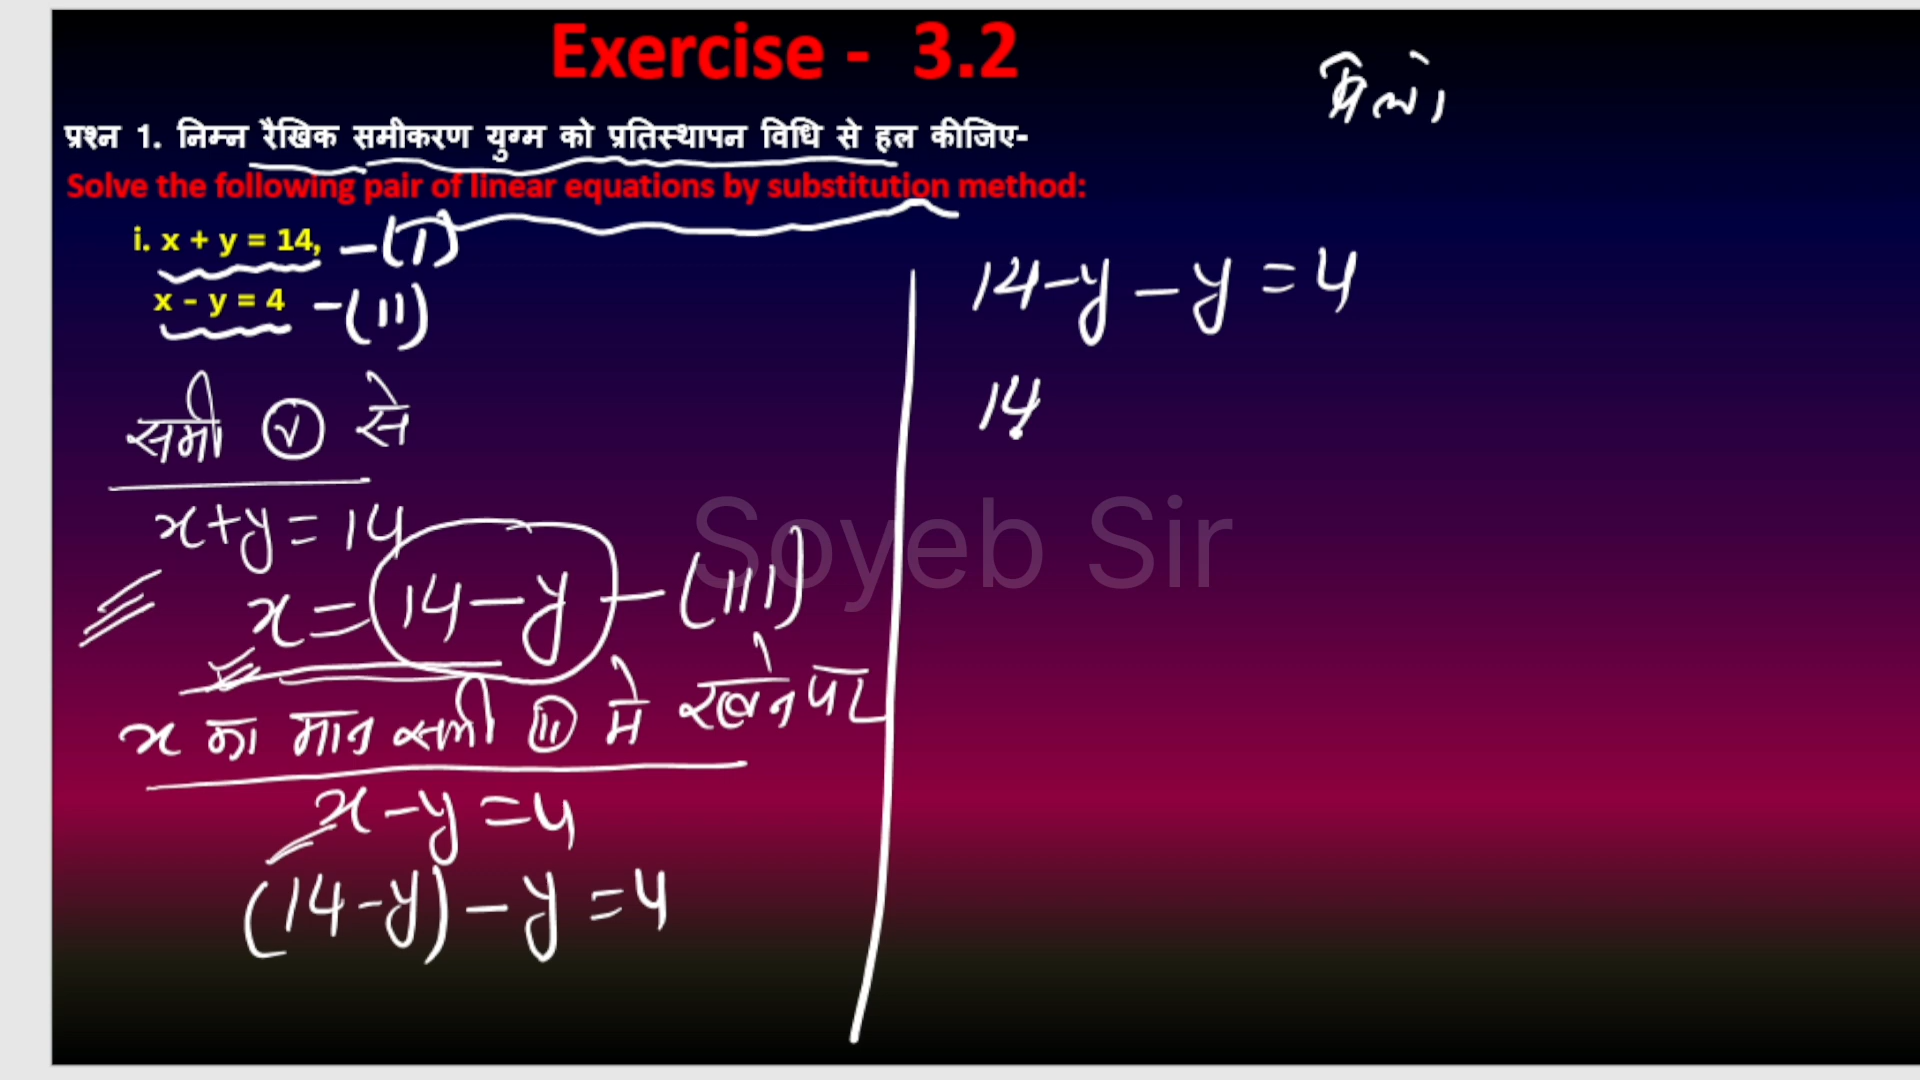 Exercise - 3.2
प्रश्न 1. निम्न रैखिक समीकरण युग्म को प्रतिस्थापन विधि से हल कीजिए-
Solve the following pair of linear equations by substitution method:
i. x + y = 14, -(I)
x - y = 4 -(II)
समी से
x+y=14
x=14-y-(III)
x का मान समी (II) मे रखने पर
x-y=4
(14-y)-y=4
14-y-y=4
14
Soyeb Sir